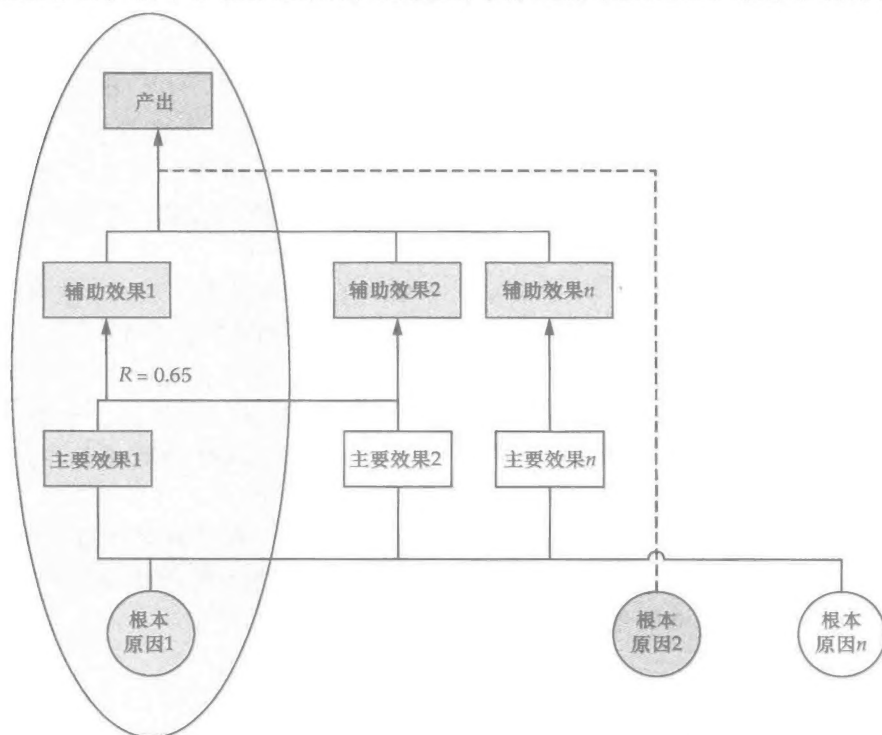 产出
辅助效果1
辅助效果2
辅助效果n
R = 0.65
主要效果1
主要效果2
主要效果n
根本
原因1
根本
原因2
根本
原因n